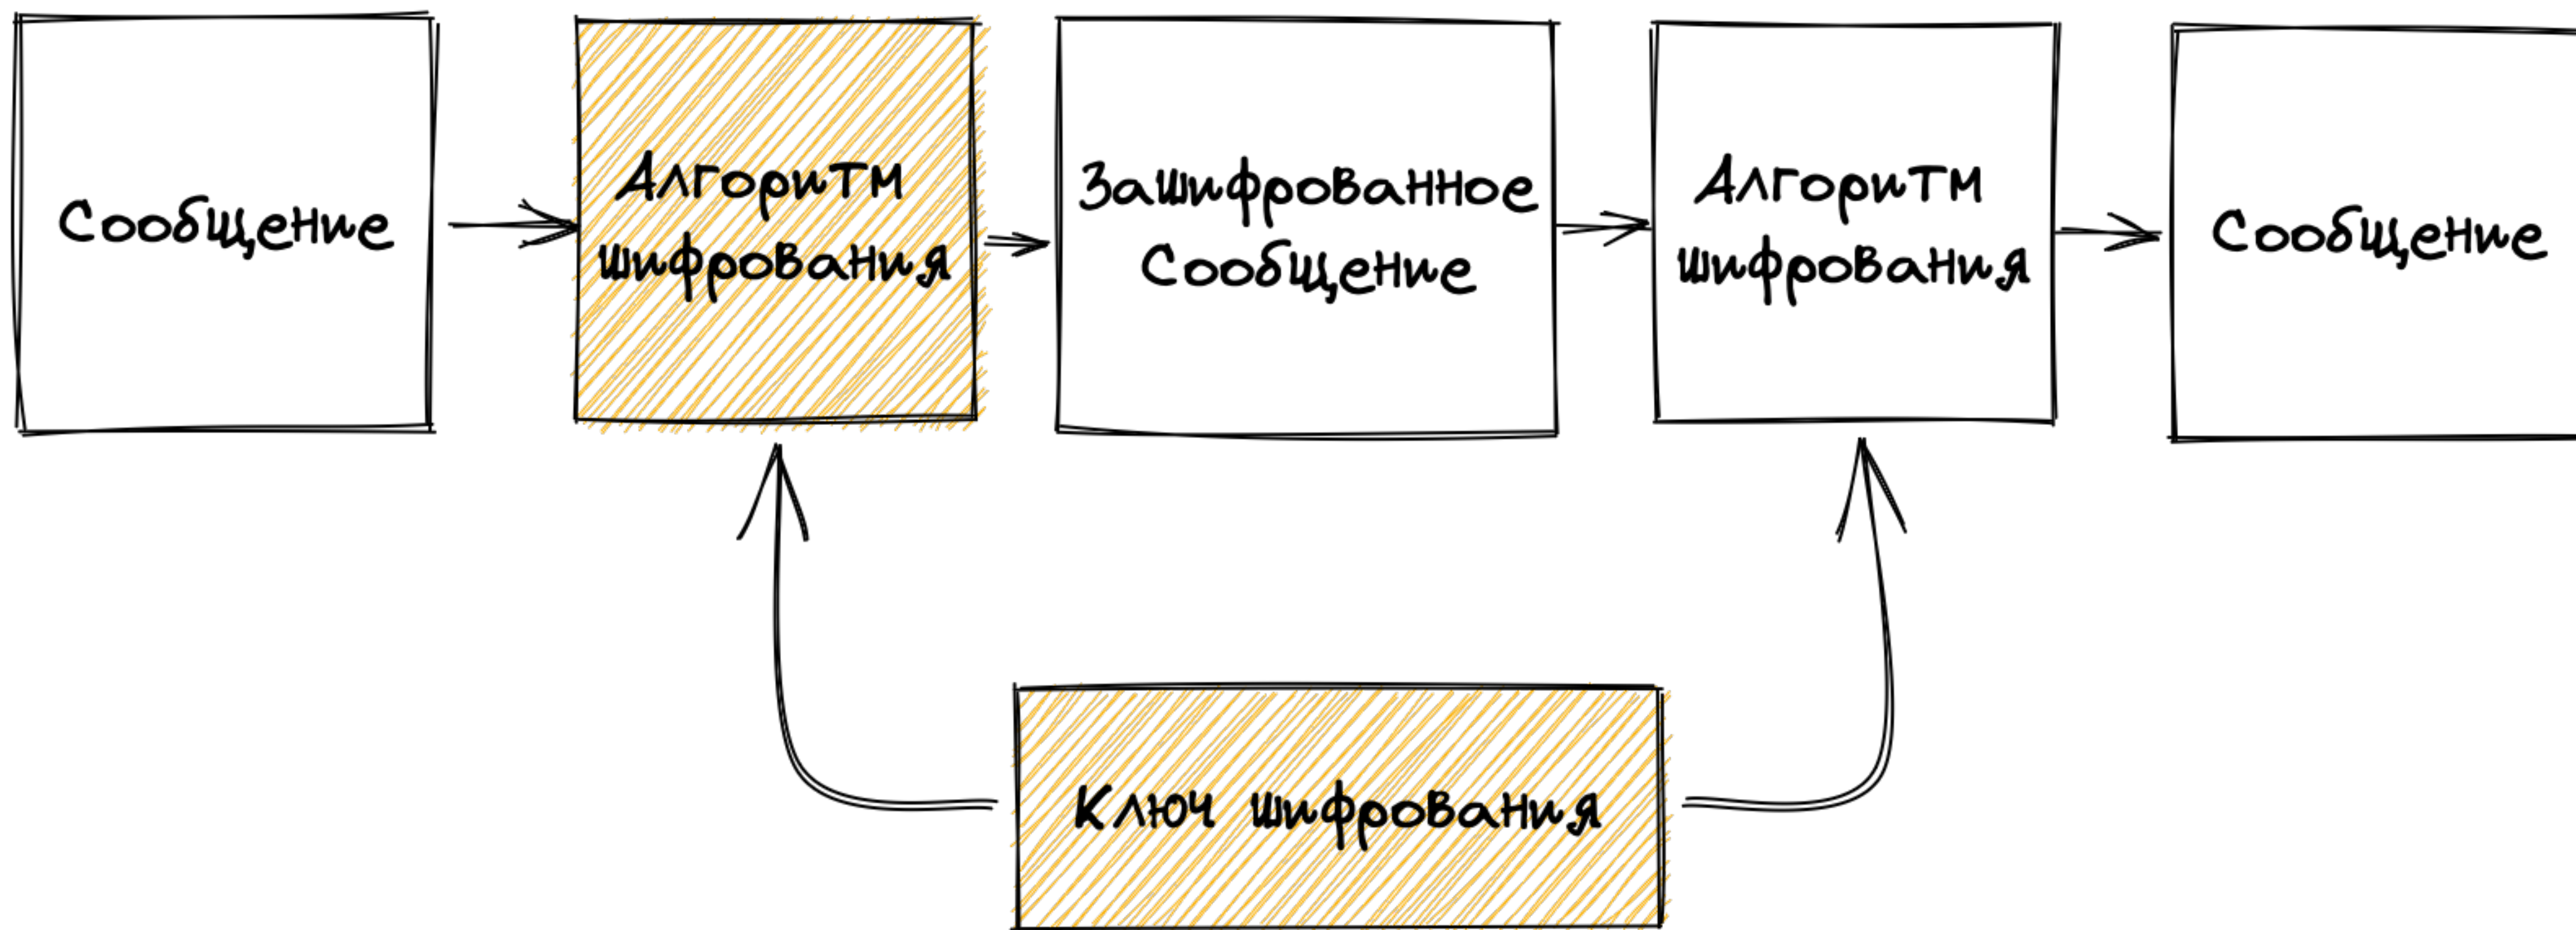 Сообщение
Алгоритм
шифрования
Зашифрованное
Сообщение
Алгоритм
шифрования
Сообщение
Ключ шифрования